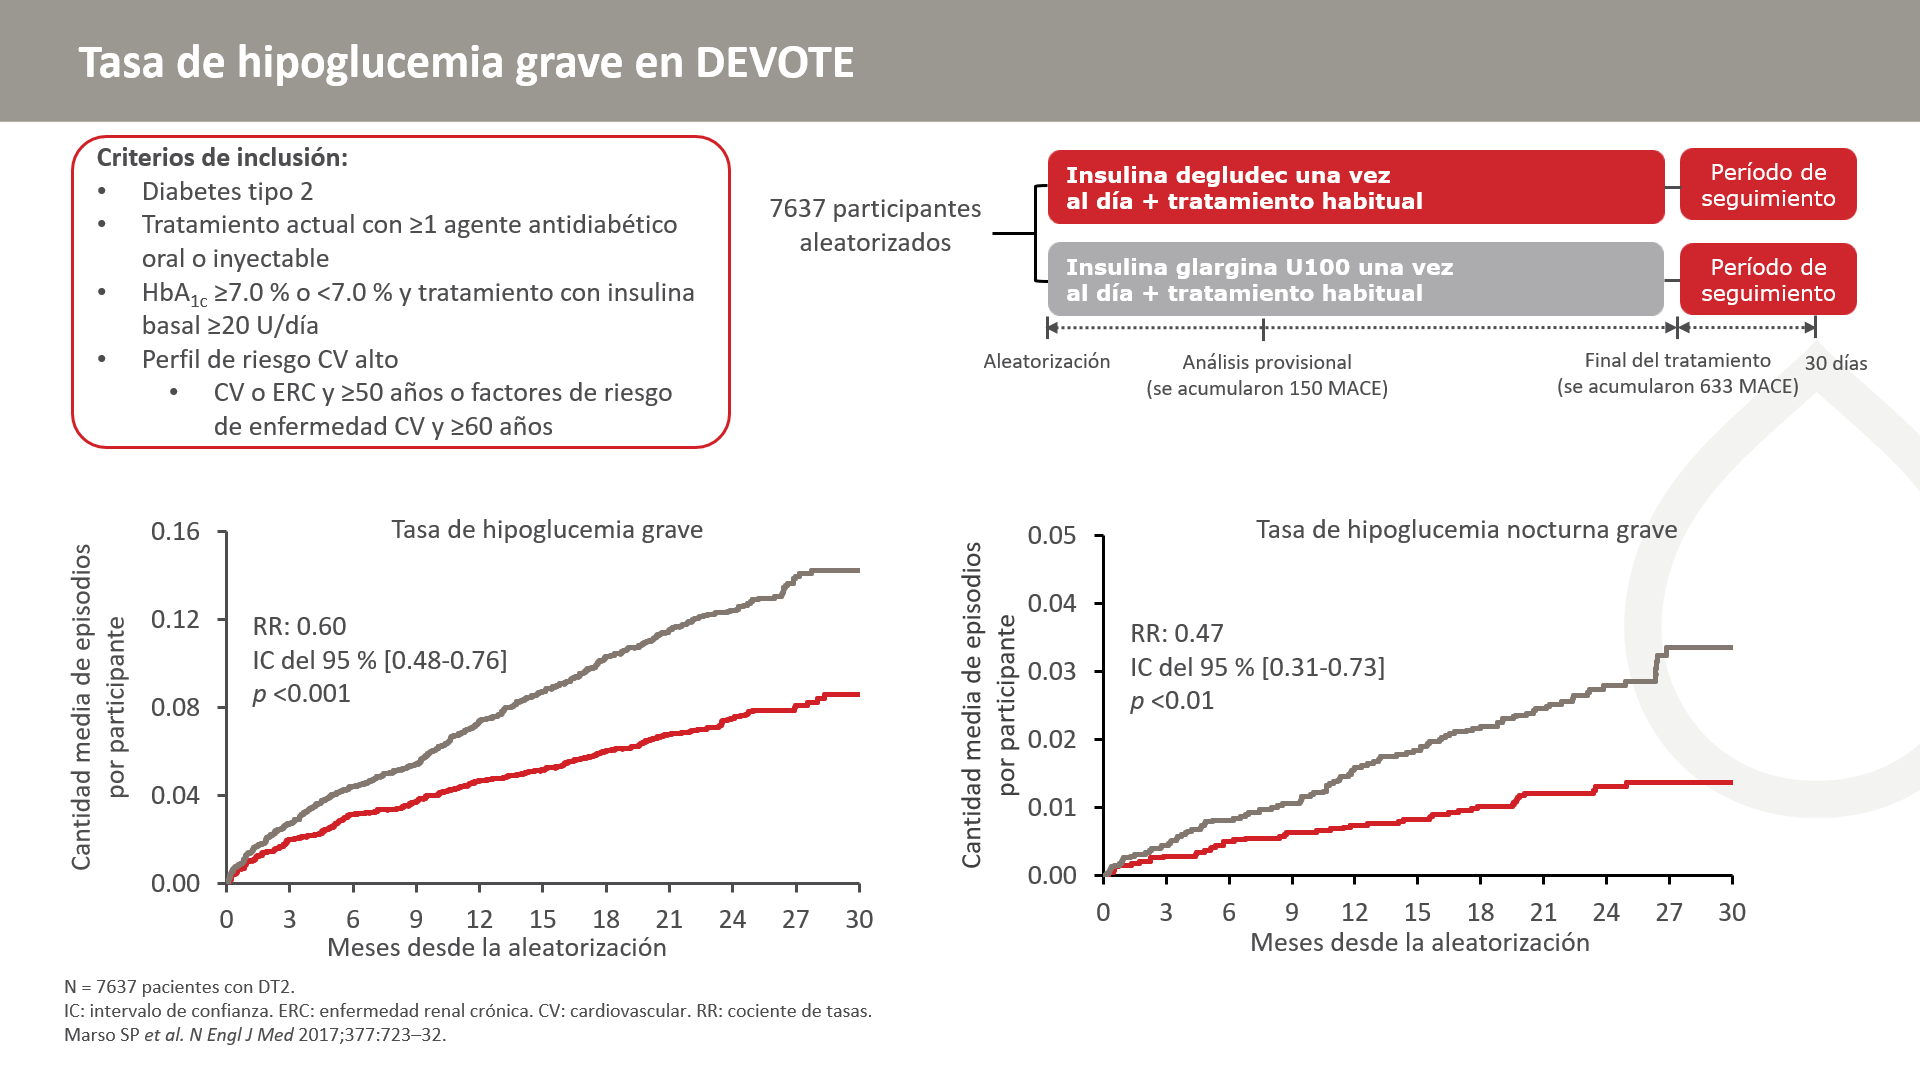 Tasa de hipoglucemia grave en DEVOTE
Criterios de inclusión:
• Diabetes tipo 2
• Tratamiento actual con ≥1 agente antidiabético
oral o inyectable
• HbA1c ≥7.0 % o <7.0 % y tratamiento con insulina
basal ≥20 U/día
• Perfil de riesgo CV alto
• CV o ERC y ≥50 años o factores de riesgo
de enfermedad CV y ≥60 años
7637 participantes
aleatorizados
Insulina degludec una vez
al día + tratamiento habitual
Período de
seguimiento
Insulina glargina U100 una vez
al día + tratamiento habitual
Período de
seguimiento
Aleatorización
Análisis provisional
(se acumularon 150 MACE)
Final del tratamiento
(se acumularon 633 MACE)
30 días
Tasa de hipoglucemia grave
Cantidad media de episodios
por participante
0.16
0.12
0.08
0.04
0.00
RR: 0.60
IC del 95 % [0.48-0.76]
p <0.001
0 3 6 9 12 15 18 21 24 27 30
Meses desde la aleatorización
Tasa de hipoglucemia nocturna grave
Cantidad media de episodios
por participante
0.05
0.04
0.03
0.02
0.01
0.00
RR: 0.47
IC del 95 % [0.31-0.73]
p <0.01
0 3 6 9 12 15 18 21 24 27 30
Meses desde la aleatorización
N = 7637 pacientes con DT2.
IC: intervalo de confianza. ERC: enfermedad renal crónica. CV: cardiovascular. RR: cociente de tasas.
Marso SP et al. N Engl J Med 2017;377:723–32.